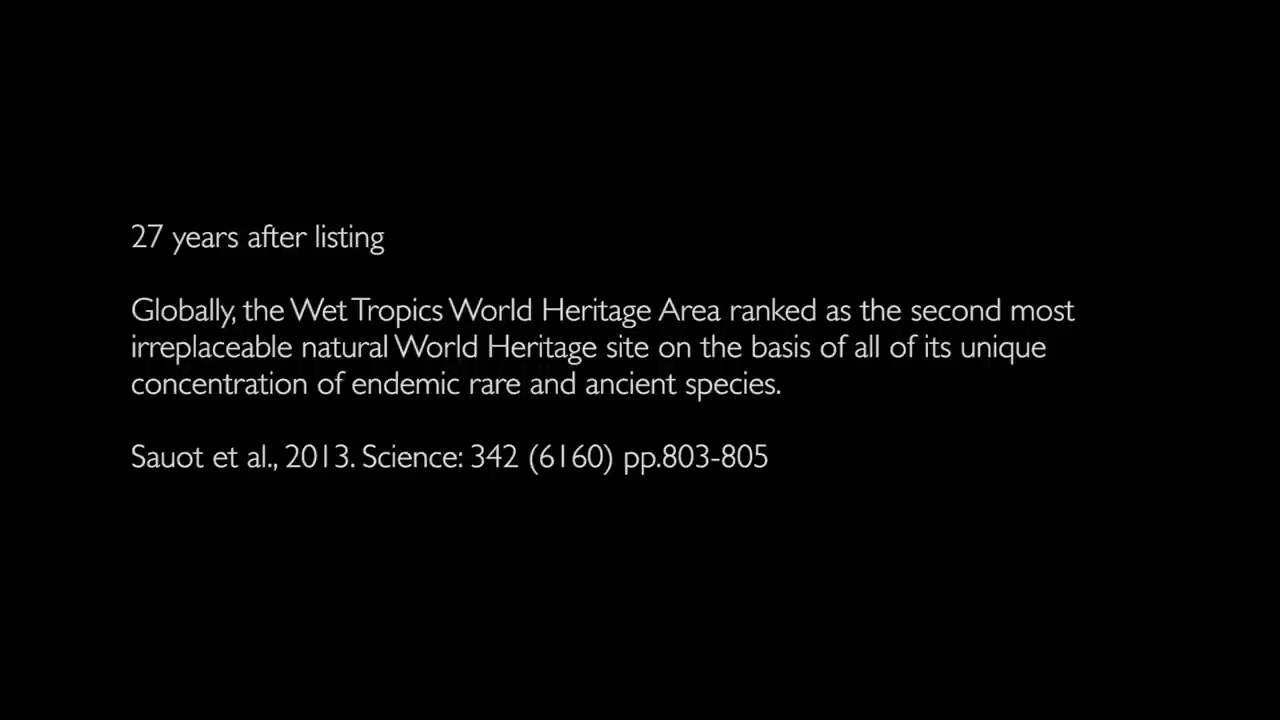 27 years after listing
Globally, the Wet Tropics World Heritage Area ranked as the second most
irreplaceable natural World Heritage site on the basis of all of its unique
concentration of endemic rare and ancient species.
Sauot et al., 2013. Science: 342 (6160) pp.803-805